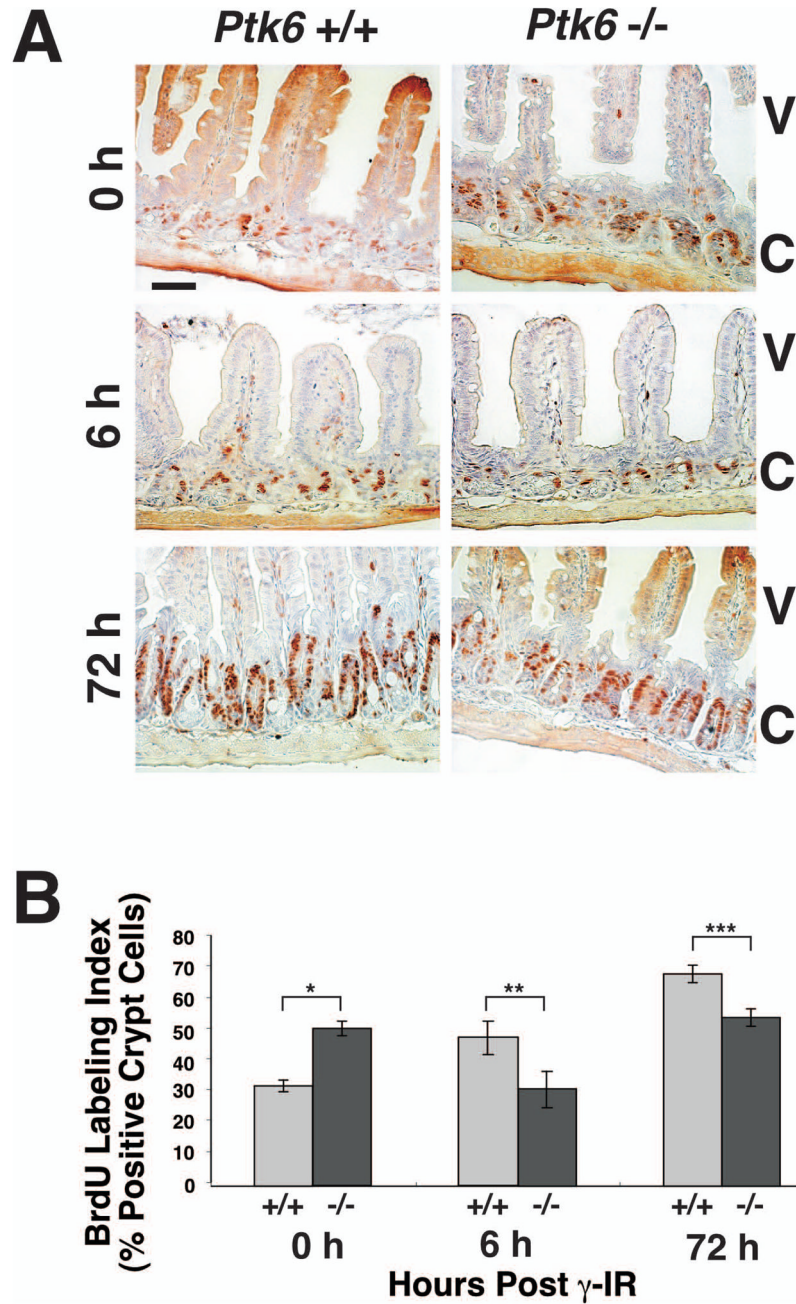 A
Ptk6 +/+ Ptk6 -/-
0 h
V
C
6 h
V
C
72 h
V
C
B
BrdU Labeling Index
(% Positive Crypt Cells)
80
70
60
50
40
30
20
10
0
* ** ***
+/+ -/- +/+ -/- +/+ -/-
0 h 6 h 72 h
Hours Post γ-IR